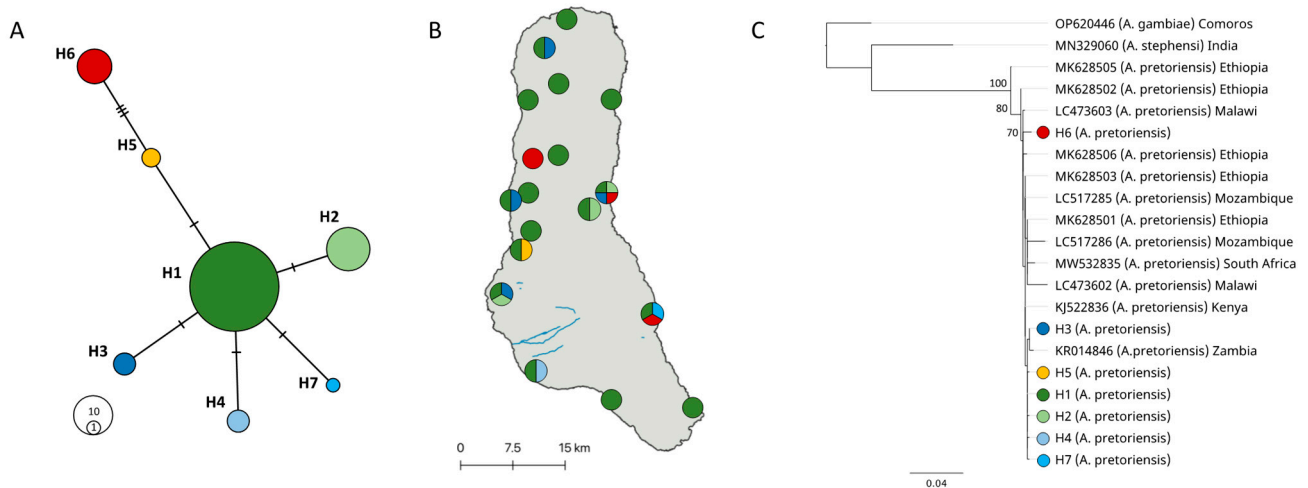 A
H6
H5
H2
H1
H3
H7
H4
10
1
B
0 7.5 15 km
C
OP620446 (A. gambiae) Comoros
MN329060 (A. stephensi) India
MK628505 (A. pretoriensis) Ethiopia
100
MK628502 (A. pretoriensis) Ethiopia
80
LC473603 (A. pretoriensis) Malawi
70
H6 (A. pretoriensis)
MK628506 (A. pretoriensis) Ethiopia
MK628503 (A. pretoriensis) Ethiopia
LC517285 (A. pretoriensis) Mozambique
MK628501 (A. pretoriensis) Ethiopia
LC517286 (A. pretoriensis) Mozambique
MW532835 (A. pretoriensis) South Africa
LC473602 (A. pretoriensis) Malawi
KJ522836 (A. pretoriensis) Kenya
H3 (A. pretoriensis)
KR014846 (A.pretoriensis) Zambia
H5 (A. pretoriensis)
H1 (A. pretoriensis)
H2 (A. pretoriensis)
H4 (A. pretoriensis)
H7 (A. pretoriensis)
0.04